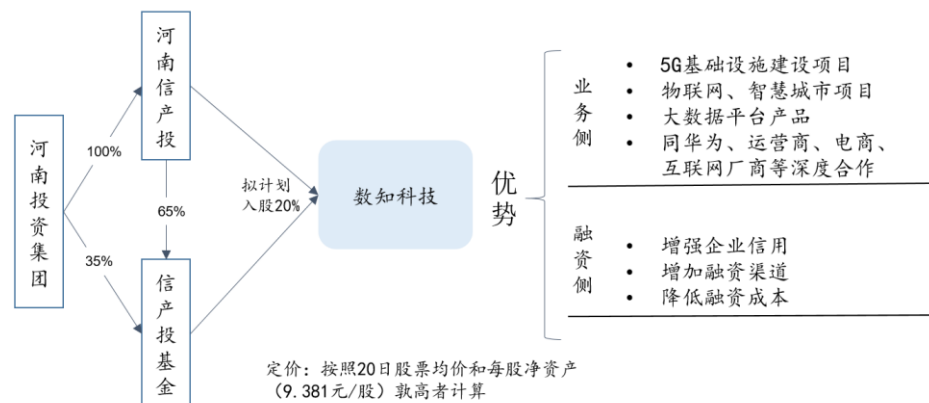 河南投资集团
100%
35%
河南信产投
65%
信产投基金
拟计划
入股20%
数知科技
优势
业务侧
• 5G基础设施建设项目
• 物联网、智慧城市项目
• 大数据平台产品
• 同华为、运营商、电商、
互联网厂商等深度合作
融资侧
• 增强企业信用
• 增加融资渠道
• 降低融资成本
定价：按照20日股票均价和每股净资产
（9.381元/股）孰高者计算